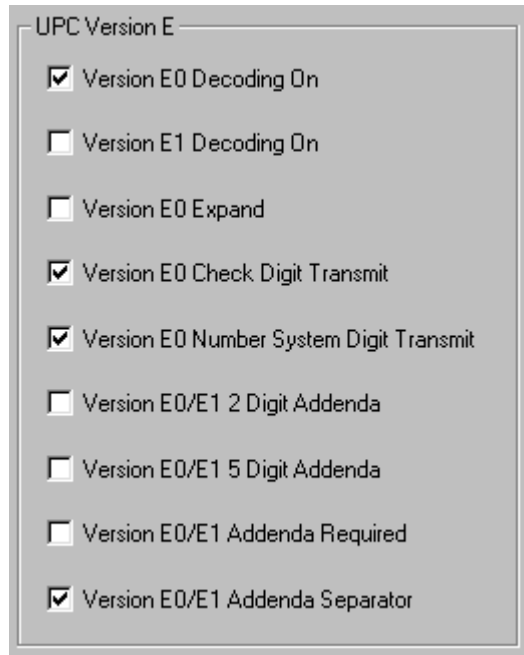 UPC Version E
Version E0 Decoding On
Version E1 Decoding On
Version E0 Expand
Version E0 Check Digit Transmit
Version E0 Number System Digit Transmit
Version E0/E1 2 Digit Addenda
Version E0/E1 5 Digit Addenda
Version E0/E1 Addenda Required
Version E0/E1 Addenda Separator